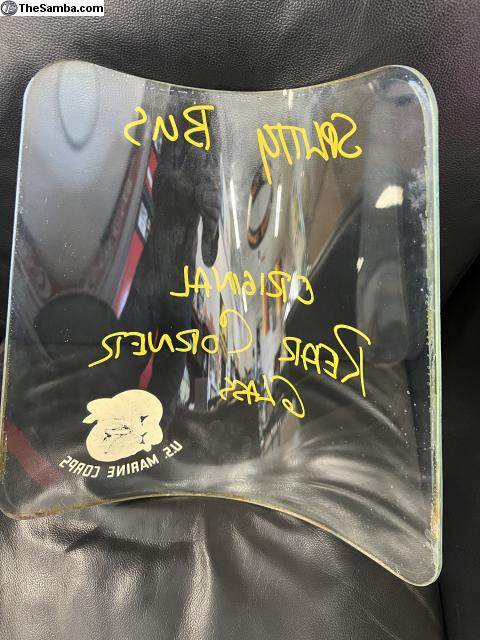 TheSamba.com
SPLITTY BUS
ORIGINAL
REAR CORNER
GLASS
U.S. MARINE CORPS